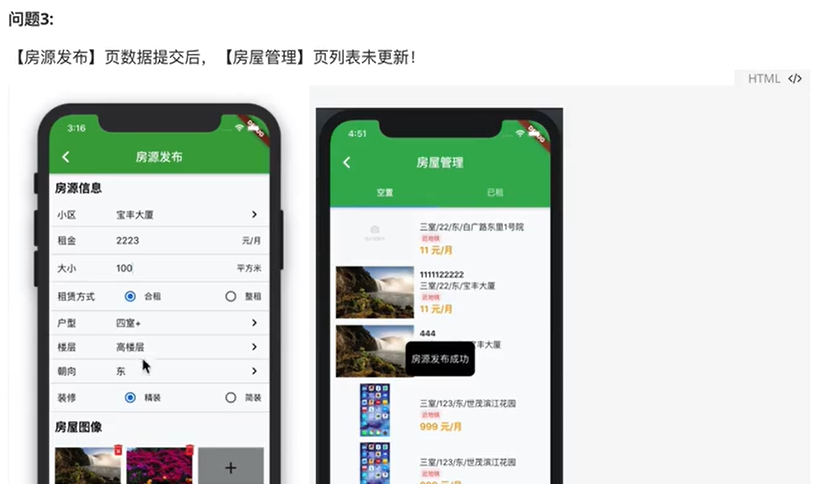 问题3:
【房源发布】页数据提交后，【房屋管理】页列表未更新！
HTML </>
3:16
房源发布
房源信息
小区 宝丰大厦
租金 2223 元/月
大小 100 平方米
租赁方式 合租 整租
户型 四室+
楼层 高楼层
朝向 东
装修 精装 简装
房屋图像
+
4:51
房屋管理
空置 已租
三室/22/东/白广路东里1号院
近地铁
11 元/月
1111122222
三室/22/东/宝丰大厦
近地铁
11 元/月
444
丰大厦
房源发布成功
三室/123/东/世茂滨江花园
近地铁
999 元/月
三室/123/东/世茂滨江花园
近地铁